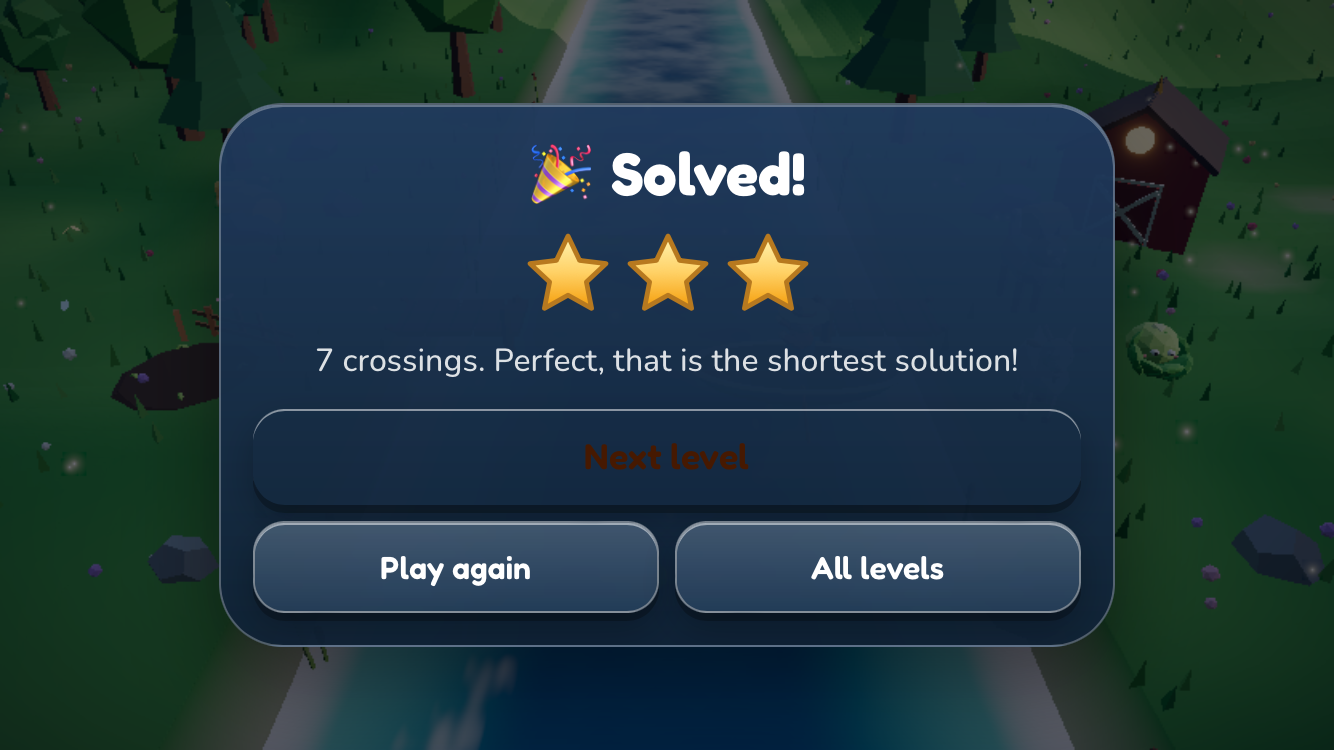 🎉 Solved!
7 crossings. Perfect, that is the shortest solution!
Next level
Play again
All levels